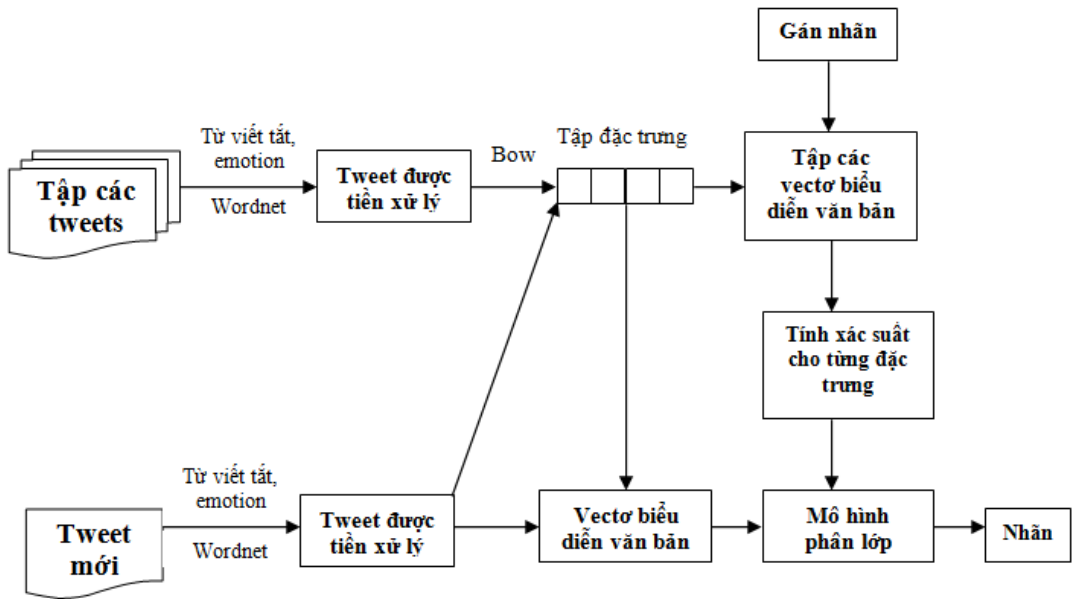 Gán nhãn
Từ viết tắt,
emotion
Wordnet
Tập các
tweets
Tweet được
tiền xử lý
Bow
Tập đặc trưng
Tập các
vectơ biểu
diễn văn bản
Tính xác suất
cho từng đặc
trưng
Từ viết tắt,
emotion
Wordnet
Tweet
mới
Tweet được
tiền xử lý
Vectơ biểu
diễn văn bản
Mô hình
phân lớp
Nhãn